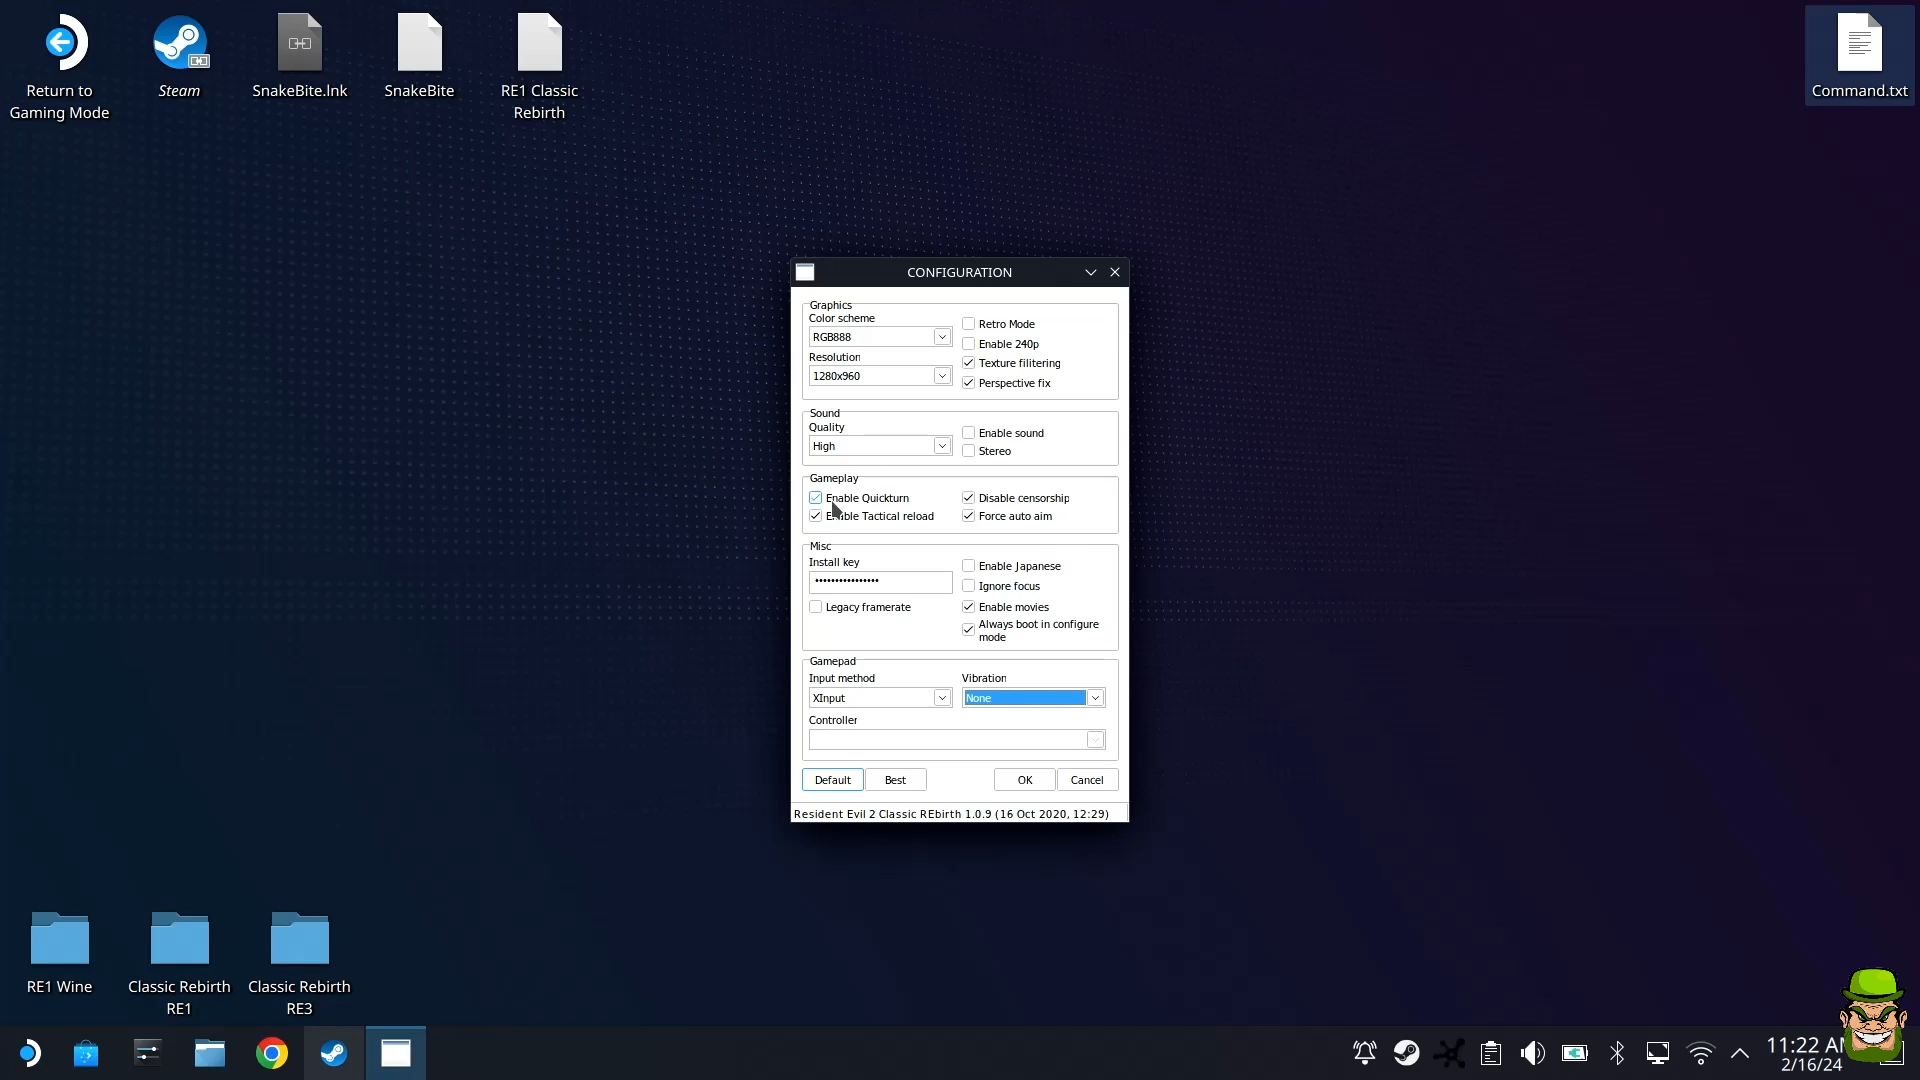 Return to
Gaming Mode
Steam
SnakeBite.lnk
SnakeBite
RE1 Classic
Rebirth
Command.txt
CONFIGURATION
Graphics
Color scheme
RGB888
Resolution
1280x960
Retro Mode
Enable 240p
Texture filitering
Perspective fix
Sound
Quality
High
Enable sound
Stereo
Gameplay
Enable Quickturn
Disable censorship
Enable Tactical reload
Force auto aim
Misc
Install key
••••••••••••••••
Enable Japanese
Ignore focus
Legacy framerate
Enable movies
Always boot in configure
mode
Gamepad
Input method
Vibration
XInput
None
Controller
Default
Best
OK
Cancel
Resident Evil 2 Classic REbirth 1.0.9 (16 Oct 2020, 12:29)
RE1 Wine
Classic Rebirth
RE1
Classic Rebirth
RE3
11:22 AM
2/16/24